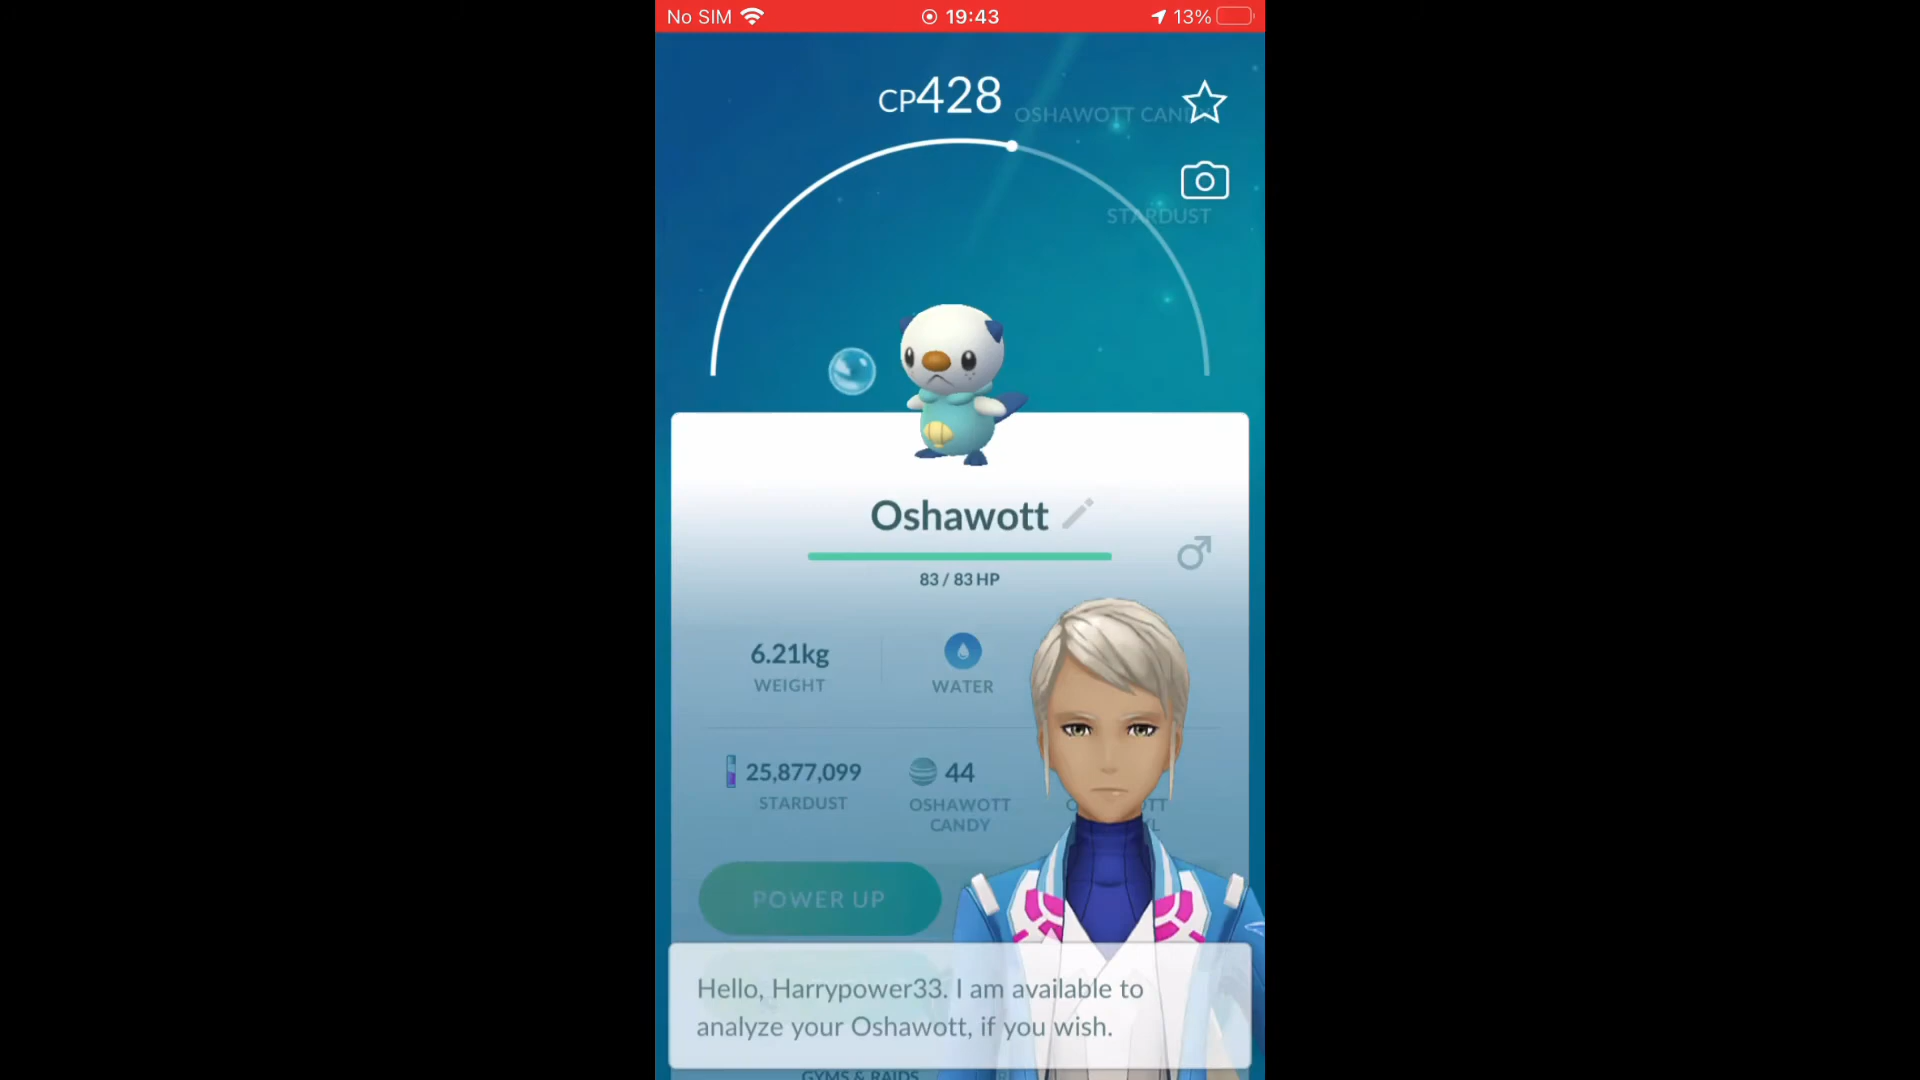 No SIM 19:43 13%
CP428
OSHAWOTT CANDY
STARDUST
Oshawott
83 / 83 HP
6.21kg
WEIGHT
WATER
25,877,099
STARDUST
44
OSHAWOTT
CANDY
POWER UP
Hello, Harrypower33. I am available to
analyze your Oshawott, if you wish.
GYMS & RAIDS